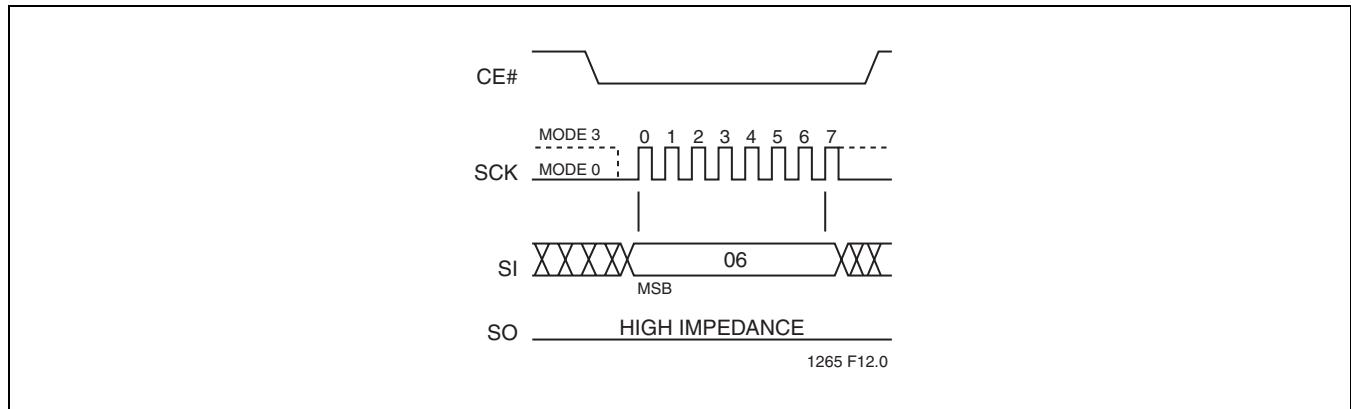 CE#
MODE 3
0 1 2 3 4 5 6 7
SCK
MODE 0
SI
06
MSB
SO
HIGH IMPEDANCE
1265 F12.0